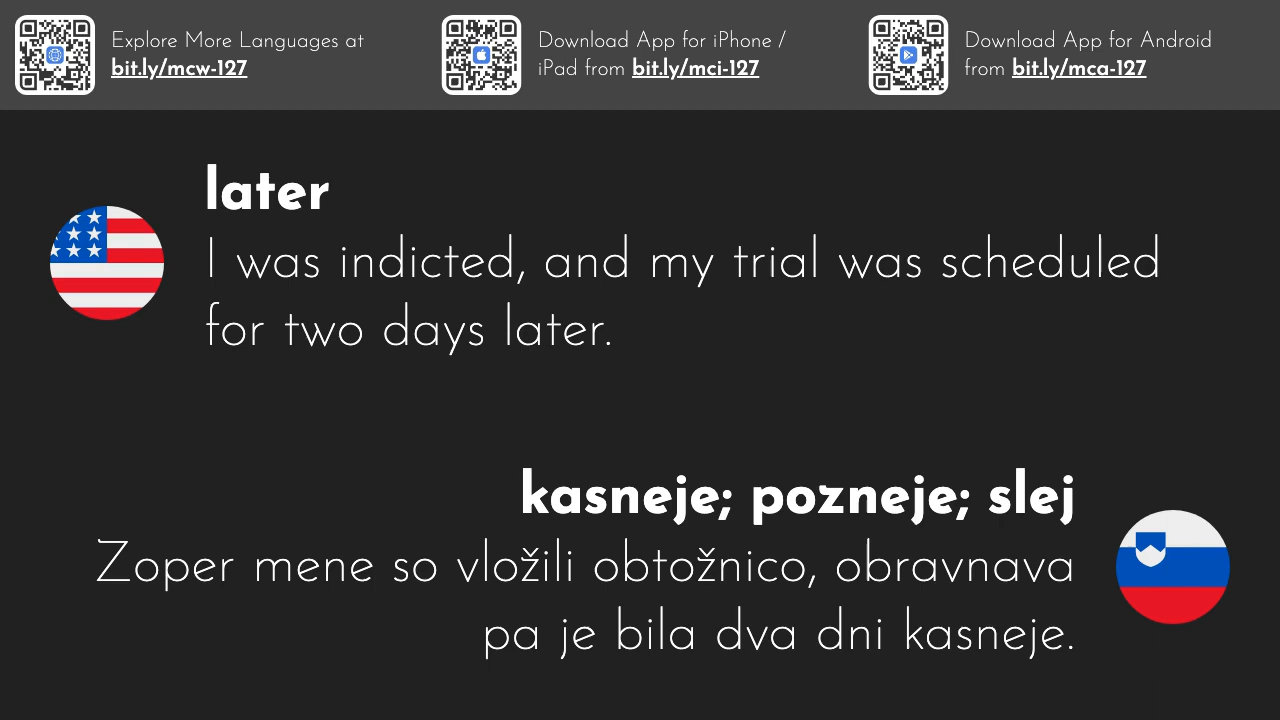 Explore More Languages at
bit.ly/mcw-127
Download App for iPhone /
iPad from bit.ly/mci-127
Download App for Android
from bit.ly/mca-127
later
I was indicted, and my trial was scheduled
for two days later.
kasneje; pozneje; slej
Zoper mene so vložili obtožnico, obravnava
pa je bila dva dni kasneje.